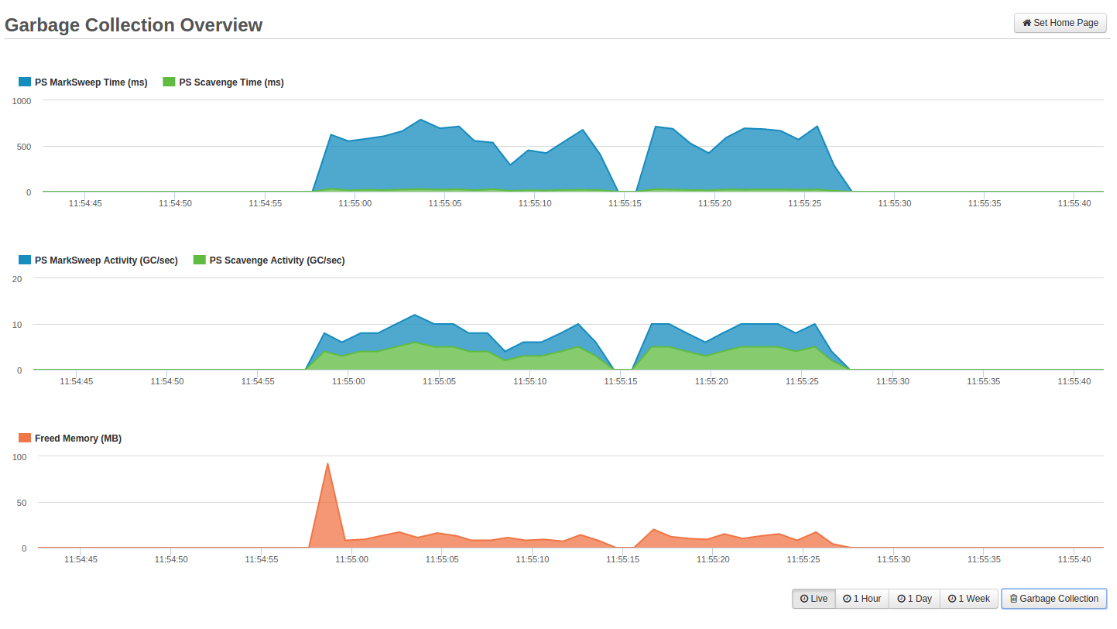 Garbage Collection Overview
Set Home Page
PS MarkSweep Time (ms) PS Scavenge Time (ms)
1000
500
0
11:54:45 11:54:50 11:54:55 11:55:00 11:55:05 11:55:10 11:55:15 11:55:20 11:55:25 11:55:30 11:55:35 11:55:40
PS MarkSweep Activity (GC/sec) PS Scavenge Activity (GC/sec)
20
10
0
11:54:45 11:54:50 11:54:55 11:55:00 11:55:05 11:55:10 11:55:15 11:55:20 11:55:25 11:55:30 11:55:35 11:55:40
Freed Memory (MB)
100
50
0
11:54:45 11:54:50 11:54:55 11:55:00 11:55:05 11:55:10 11:55:15 11:55:20 11:55:25 11:55:30 11:55:35 11:55:40
Live 1 Hour 1 Day 1 Week Garbage Collection